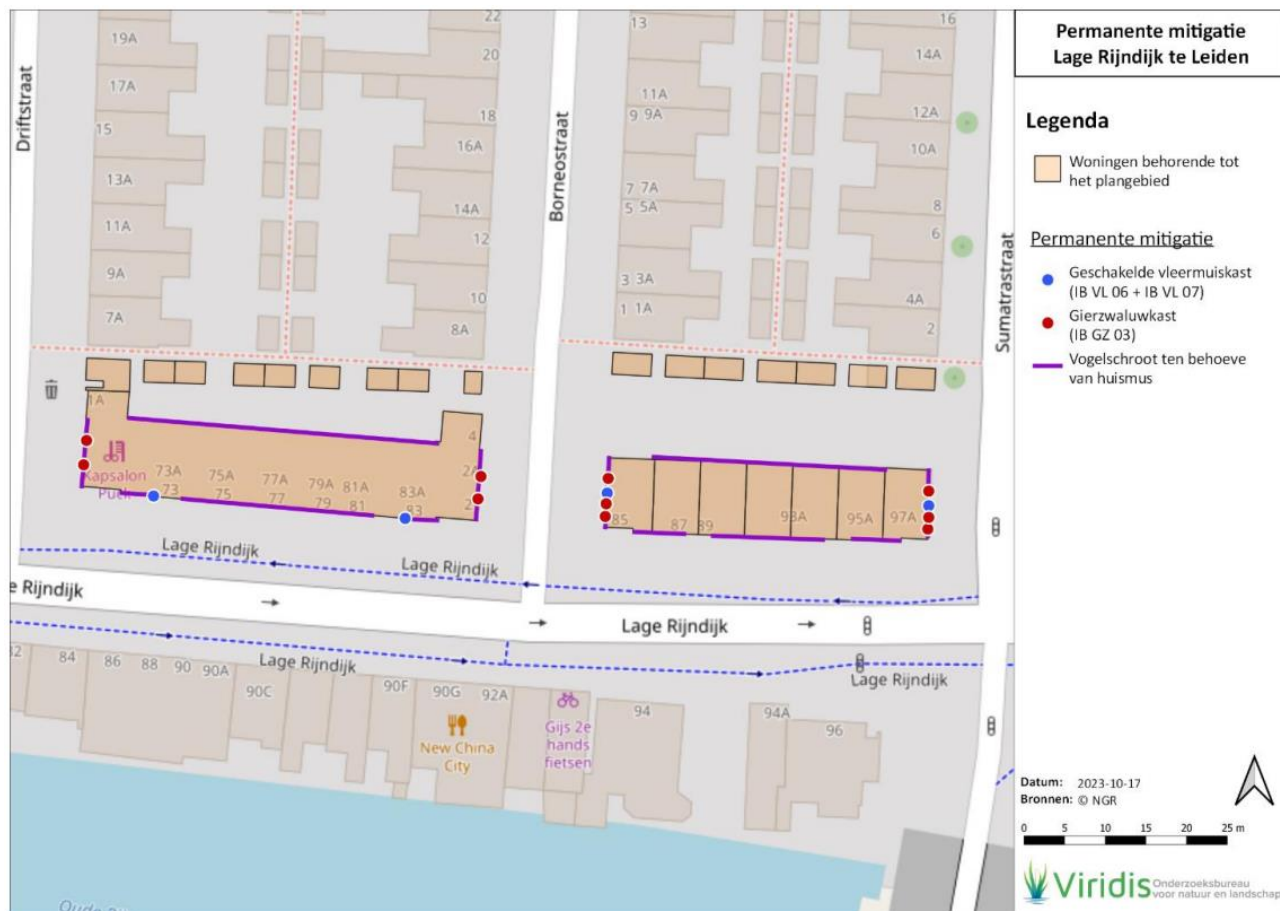 Permanente mitigatie
Lage Rijndijk te Leiden
Legenda
Woningen behorende tot
het plangebied
Permanente mitigatie
Geschakelde vleermuiskast
(IB VL 06 + IB VL 07)
Gierzwaluwkast
(IB GZ 03)
Vogelschroot ten behoeve
van huismus
Datum: 2023-10-17
Bronnen: © NGR
0 5 10 15 20 25 m
Viridis
Onderzoeksbureau
voor natuur en landschap
Driftstraat
Borneostraat
Sumatrastraat
19A
17A
15
13A
11A
9A
7A
22
20
18
16A
14A
12
10
8A
13
11A
9 9A
7 7A
5 5A
3 3A
1 1A
16
14A
12A
10A
8
6
4A
2
1A
Kapsalon
Puck
73A 75A 77A 79A 81A 83A
73 75 77 79 81 83
4
2A
2
85 87 89 93A 95A 97A
Lage Rijndijk
Lage Rijndijk
e Rijndijk
Lage Rijndijk
Lage Rijndijk
Lage Rijndijk
82 84 86 88 90 90A
90C
90F 90G 92A
94
94A
96
New China
City
Gijs 2e
hands
fietsen